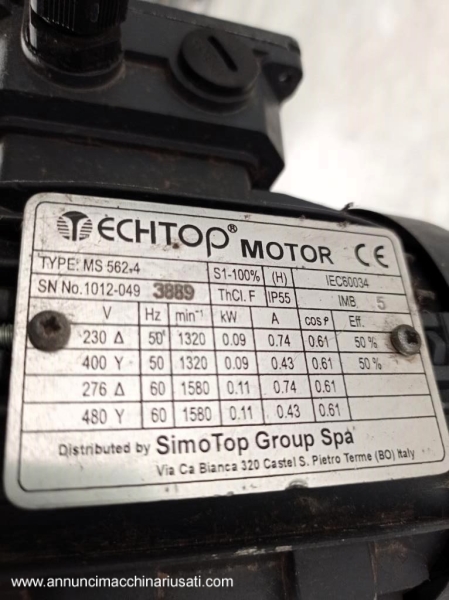 TECHTOP® MOTOR CE
TYPE: MS 562-4 S1-100% (H) IEC60034
SN No.1012-049 3889 ThCl. F IP55 IMB 5
V Hz min⁻¹ kW A cos φ Eff.
230 Δ 50 1320 0.09 0.74 0.61 50 %
400 Y 50 1320 0.09 0.43 0.61 50 %
276 Δ 60 1580 0.11 0.74 0.61
480 Y 60 1580 0.11 0.43 0.61
Distributed by SimoTop Group Spa
Via Ca Bianca 320 Castel S. Pietro Terme (BO) Italy
www.annuncimacchinariusati.com